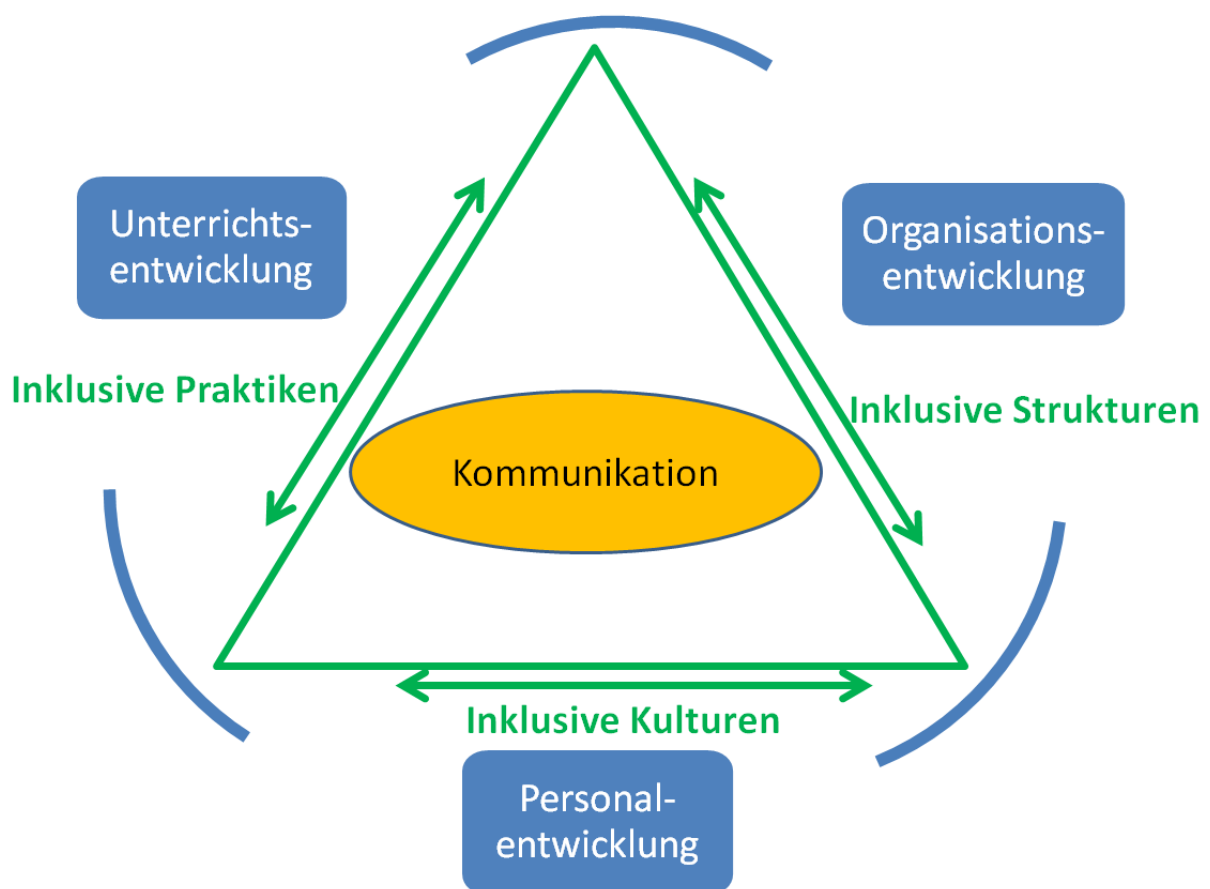 Unterrichts-
entwicklung
Organisations-
entwicklung
Inklusive Praktiken
Inklusive Strukturen
Kommunikation
Inklusive Kulturen
Personal-
entwicklung